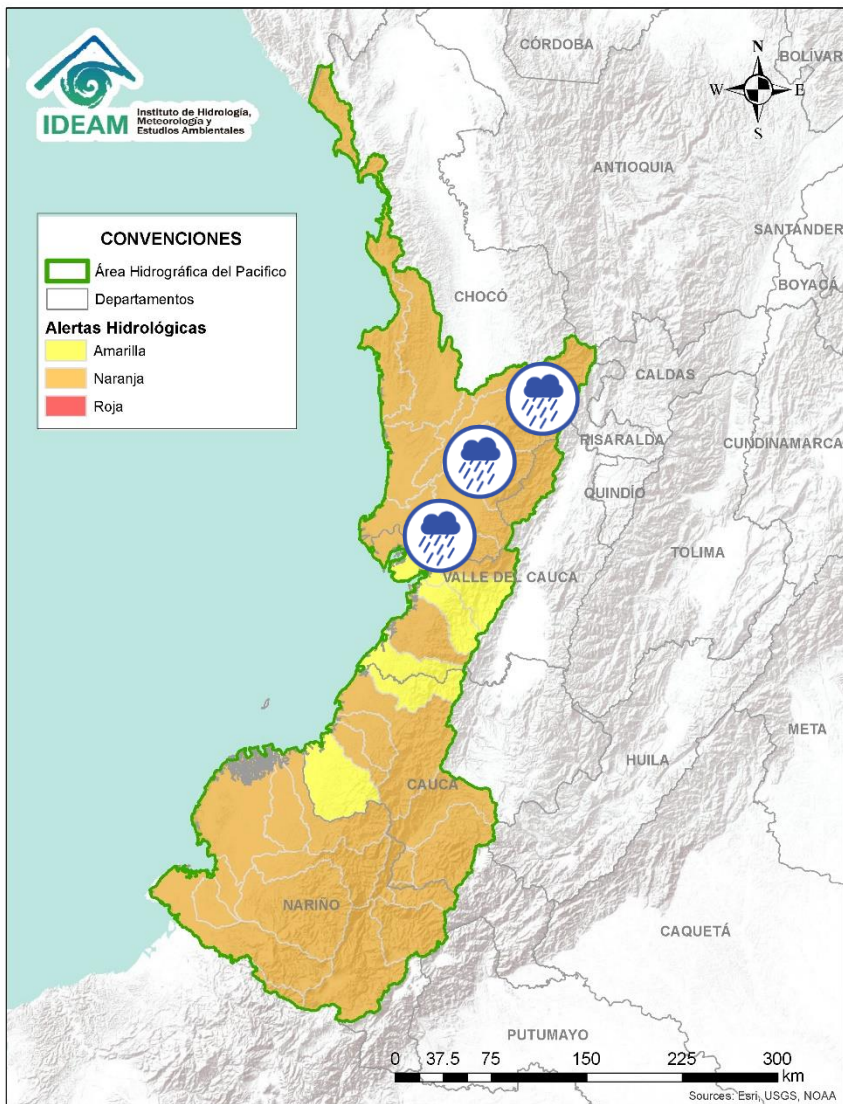 IDEAM
Instituto de Hidrología,
Meteorología y
Estudios Ambientales
CÓRDOBA
BOLÍVAR
N
W
E
S
ANTIOQUIA
SANTANDER
BOYACÁ
CONVENCIONES
Área Hidrográfica del Pacifico
Departamentos
Alertas Hidrológicas
Amarilla
Naranja
Roja
CHOCÓ
CALDAS
RISARALDA
CUNDINAMARCA
QUINDÍO
TOLIMA
VALLE DEL CAUCA
META
HUILA
CAUCA
NARIÑO
CAQUETÁ
PUTUMAYO
0 37.5 75 150 225 300
km
Sources: Esri, USGS, NOAA